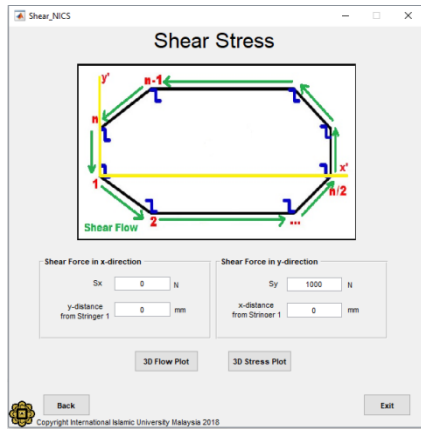 Shear_NICS
Shear Stress
y'
n-1
n
x'
1
n/2
2
...
Shear Flow
Shear Force in x-direction
Shear Force in y-direction
Sx 0 N
Sy 1000 N
y-distance
from Stringer 1 0 mm
x-distance
from Stringer 1 0 mm
3D Flow Plot
3D Stress Plot
Back
Exit
Copyright International Islamic University Malaysia 2018